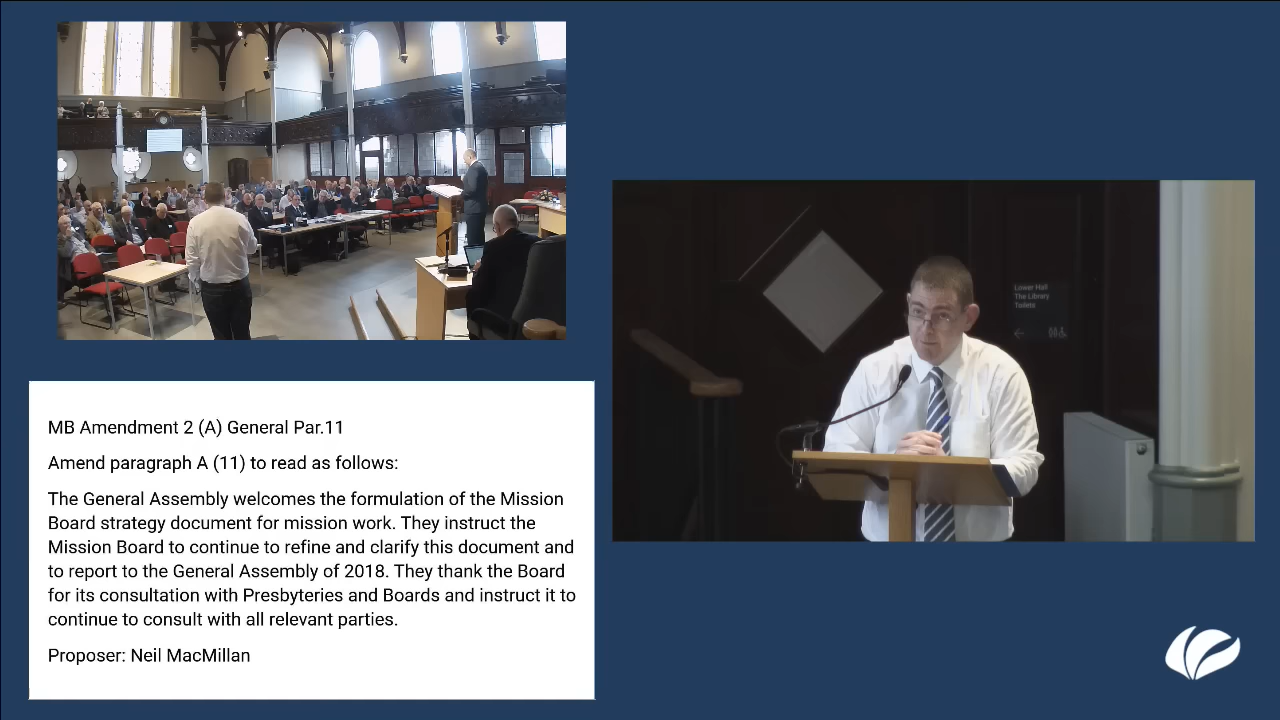 MB Amendment 2 (A) General Par.11
Amend paragraph A (11) to read as follows:
The General Assembly welcomes the formulation of the Mission
Board strategy document for mission work. They instruct the
Mission Board to continue to refine and clarify this document and
to report to the General Assembly of 2018. They thank the Board
for its consultation with Presbyteries and Boards and instruct it to
continue to consult with all relevant parties.
Proposer: Neil MacMillan
Lower Hall
The Library
Toilets